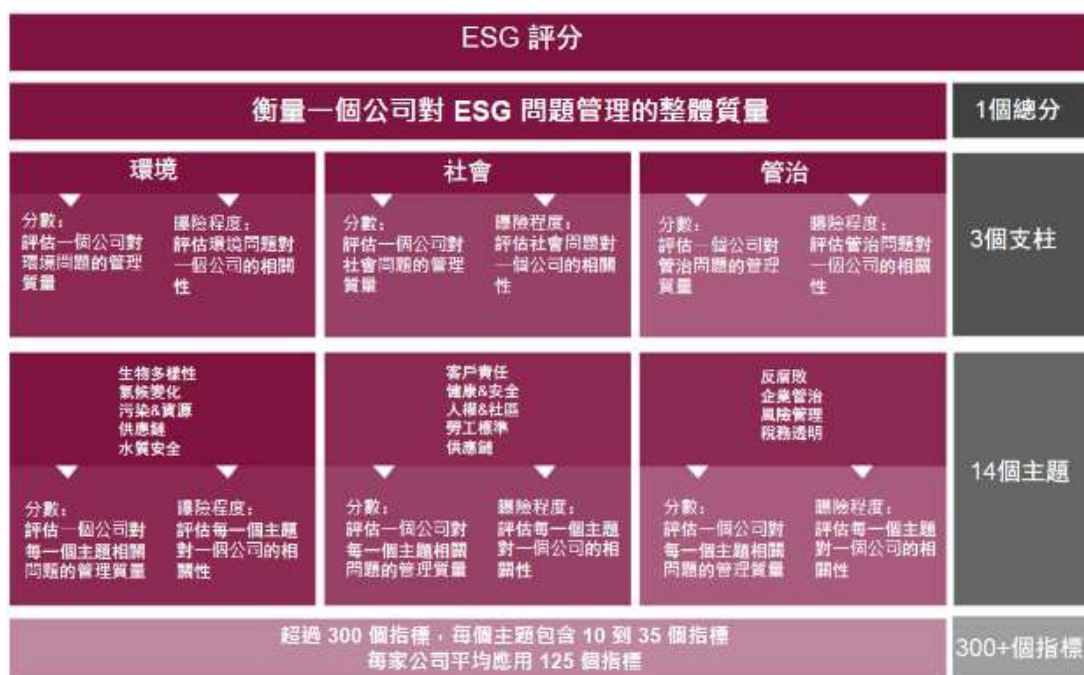 ESG 評分
衡量一個公司對 ESG 問題管理的整體質量
1個總分
環境
分數：
評估一個公司對
環境問題的管理
質量
曝險程度：
評估環境問題對
一個公司的相關
性
社會
分數：
評估一個公司對
社會問題的管理
質量
曝險程度：
評估社會問題對
一個公司的相關
性
管治
分數：
評估一個公司對
管治問題的管理
質量
曝險程度：
評估管治問題對
一個公司的相關
性
3個支柱
生物多樣性
氣候變化
污染&資源
供應鏈
水質安全
分數：
評估一個公司對
每一個主題相關
問題的管理質量
曝險程度：
評估每一個主題
對一個公司的相
關性
客戶責任
健康&安全
人權&社區
勞工標準
供應鏈
分數：
評估一個公司對
每一個主題相關
問題的管理質量
曝險程度：
評估每一個主題
對一個公司的相
關性
反腐敗
企業管治
風險管理
稅務透明
分數：
評估一個公司對
每一個主題相關
問題的管理質量
曝險程度：
評估每一個主題
對一個公司的相
關性
14個主題
超過 300 個指標，每個主題包含 10 到 35 個指標
每家公司平均應用 125 個指標
300+個指標